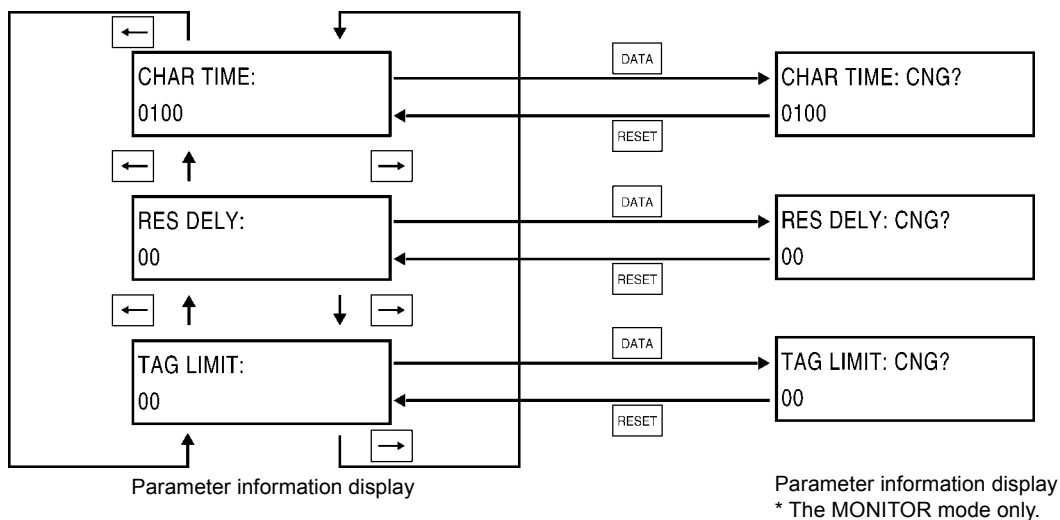 CHAR TIME:
0100
DATA
RESET
CHAR TIME: CNG?
0100
RES DELY:
00
DATA
RESET
RES DELY: CNG?
00
TAG LIMIT:
00
DATA
RESET
TAG LIMIT: CNG?
00
Parameter information display
Parameter information display
* The MONITOR mode only.